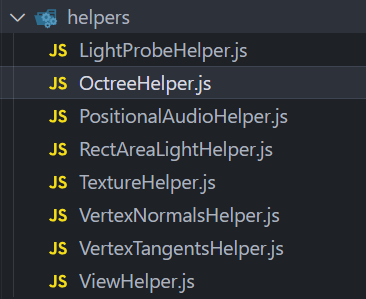 helpers
JS LightProbeHelper.js
JS OctreeHelper.js
JS PositionalAudioHelper.js
JS RectAreaLightHelper.js
JS TextureHelper.js
JS VertexNormalsHelper.js
JS VertexTangentsHelper.js
JS ViewHelper.js